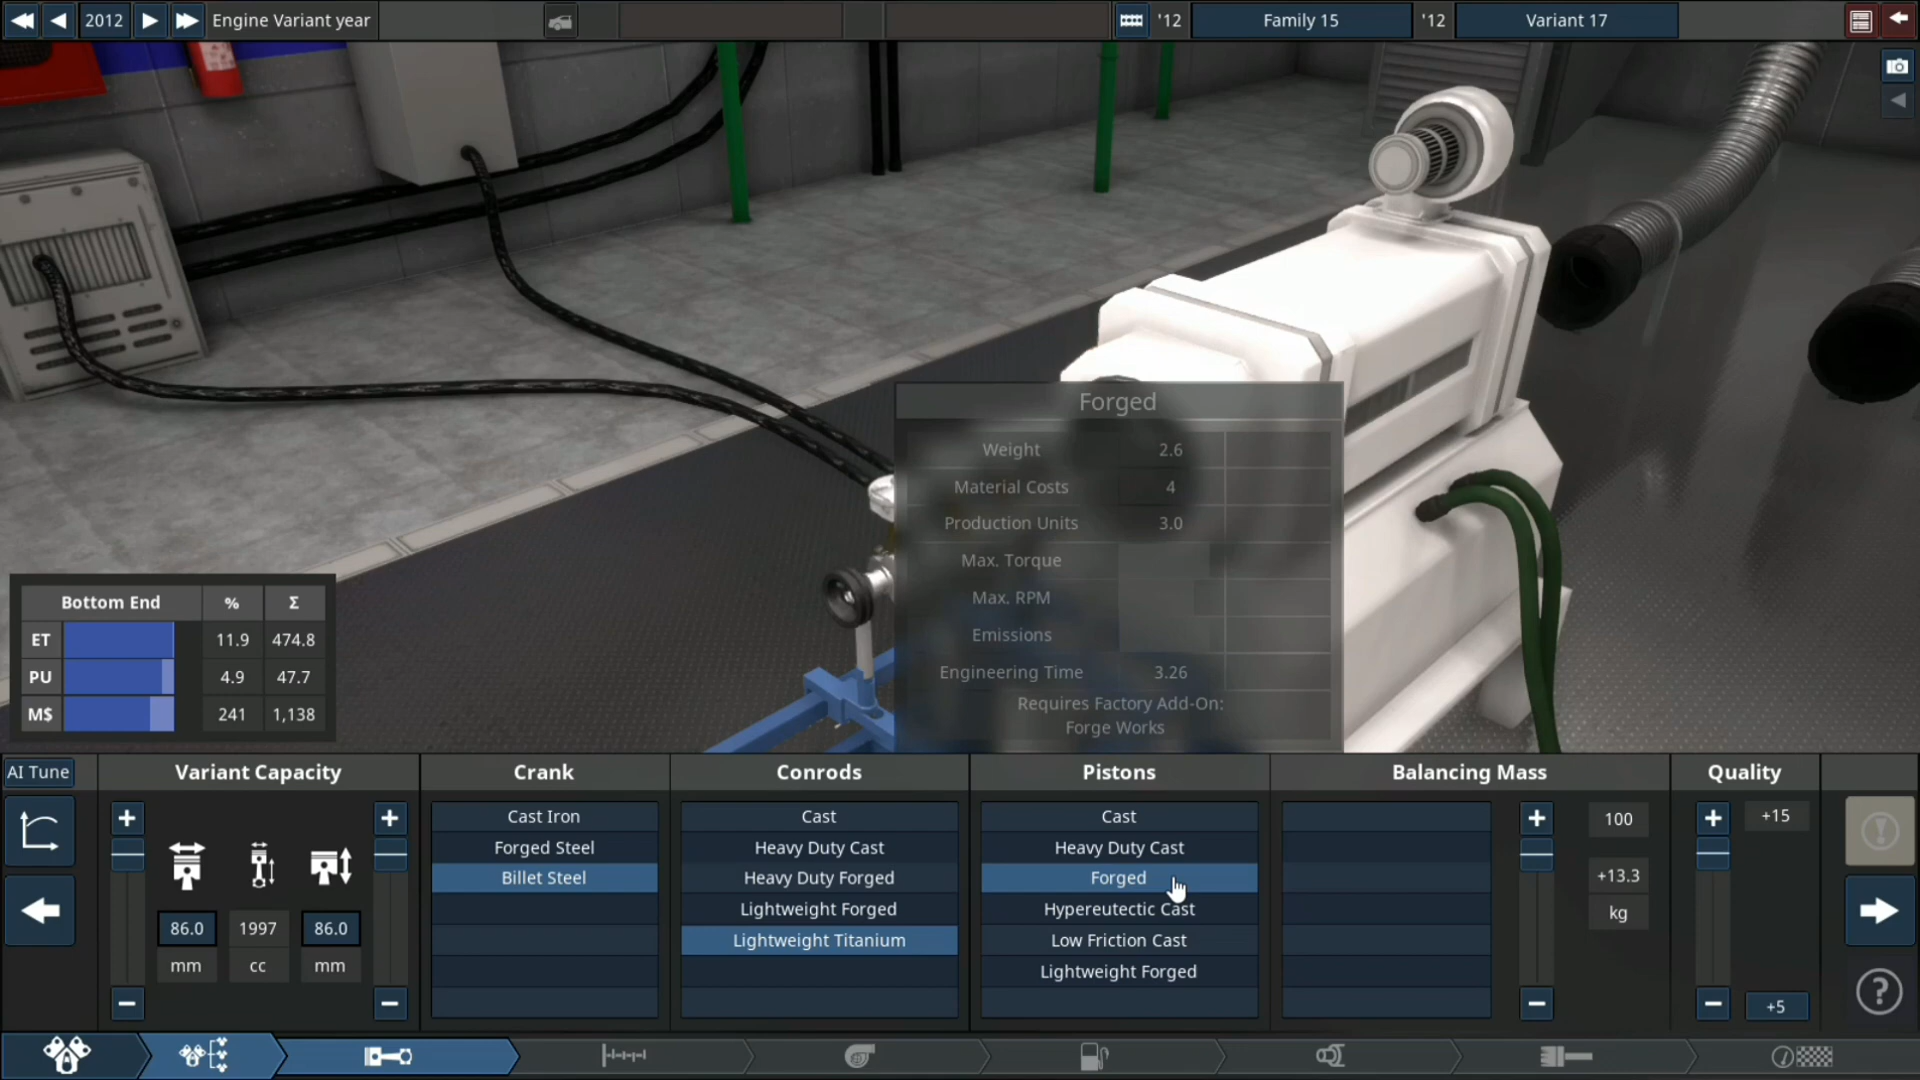 2012 Engine Variant year '12 Family 15 '12 Variant 17
Forged
Weight 2.6
Material Costs 4
Production Units 3.0
Max. Torque
Max. RPM
Emissions
Engineering Time 3.26
Requires Factory Add-On:
Forge Works
Bottom End % Σ
ET 11.9 474.8
PU 4.9 47.7
M$ 241 1,138
AI Tune
Variant Capacity
86.0 1997 86.0
mm cc mm
Crank
Cast Iron
Forged Steel
Billet Steel
Conrods
Cast
Heavy Duty Cast
Heavy Duty Forged
Lightweight Forged
Lightweight Titanium
Pistons
Cast
Heavy Duty Cast
Forged
Hypereutectic Cast
Low Friction Cast
Lightweight Forged
Balancing Mass
100
+13.3
kg
Quality
+15
+5